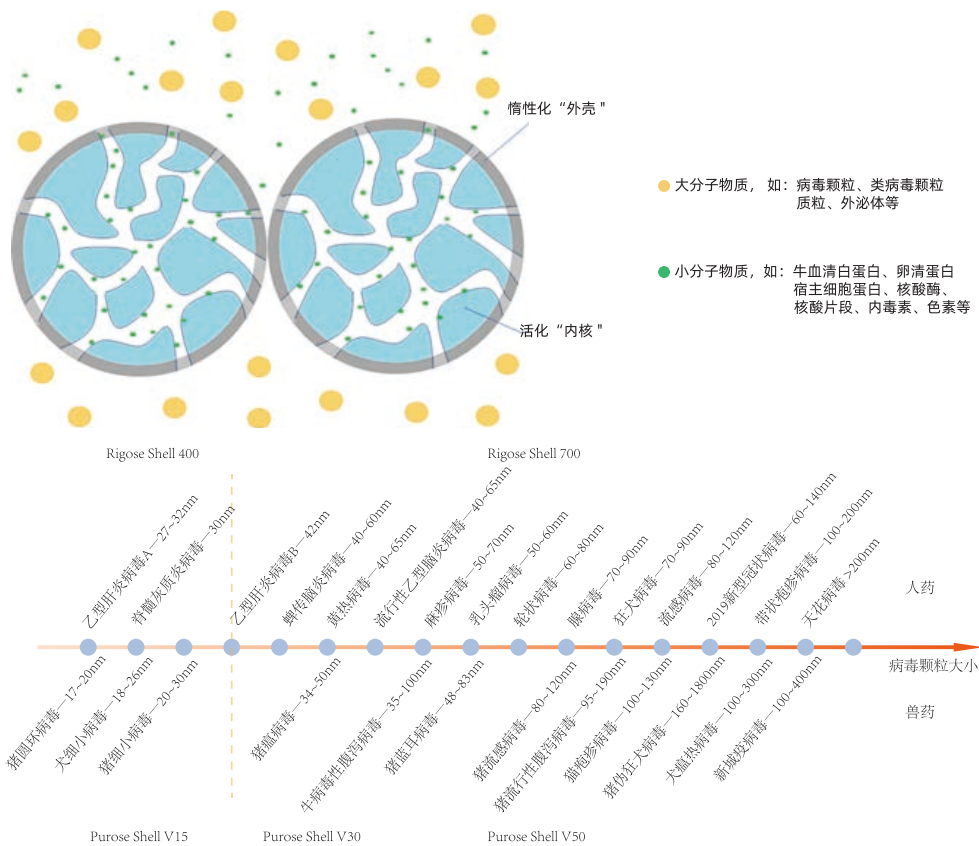 惰性化“外壳"
大分子物质， 如：病毒颗粒、类病毒颗粒
质粒、外泌体等
小分子物质，如：牛血清白蛋白、卵清蛋白
宿主细胞蛋白、核酸酶、
核酸片段、内毒素、色素等
活化“内核"
Rigose Shell 400
Rigose Shell 700
乙型肝炎病毒A—27~32nm
脊髓灰质炎病毒—30nm
乙型肝炎病毒B—42nm
蜱传脑炎病毒—40~60nm
黄热病毒—40~65nm
流行性乙型脑炎病毒—40~65nm
麻疹病毒—50~70nm
乳头瘤病毒—50~60nm
轮状病毒—60~80nm
腺病毒—70~90nm
狂犬病毒—70~90nm
流感病毒—80~120nm
2019新型冠状病毒—60~140nm
带状疱疹病毒—100~200nm
天花病毒 >200nm
人药
病毒颗粒大小
兽药
猪圆环病毒—17~20nm
犬细小病毒—18~26nm
猪细小病毒—20~30nm
猪瘟病毒—34~50nm
牛病毒性腹泻病毒—35~100nm
猪蓝耳病毒—48~83nm
猪流感病毒—80~120nm
猪流行性腹泻病毒—95~190nm
猫疱疹病毒—100~130nm
猪伪狂犬病毒—160~1800nm
犬瘟热病毒—100~300nm
新城疫病毒—100~400nm
Purose Shell V15
Purose Shell V30
Purose Shell V50